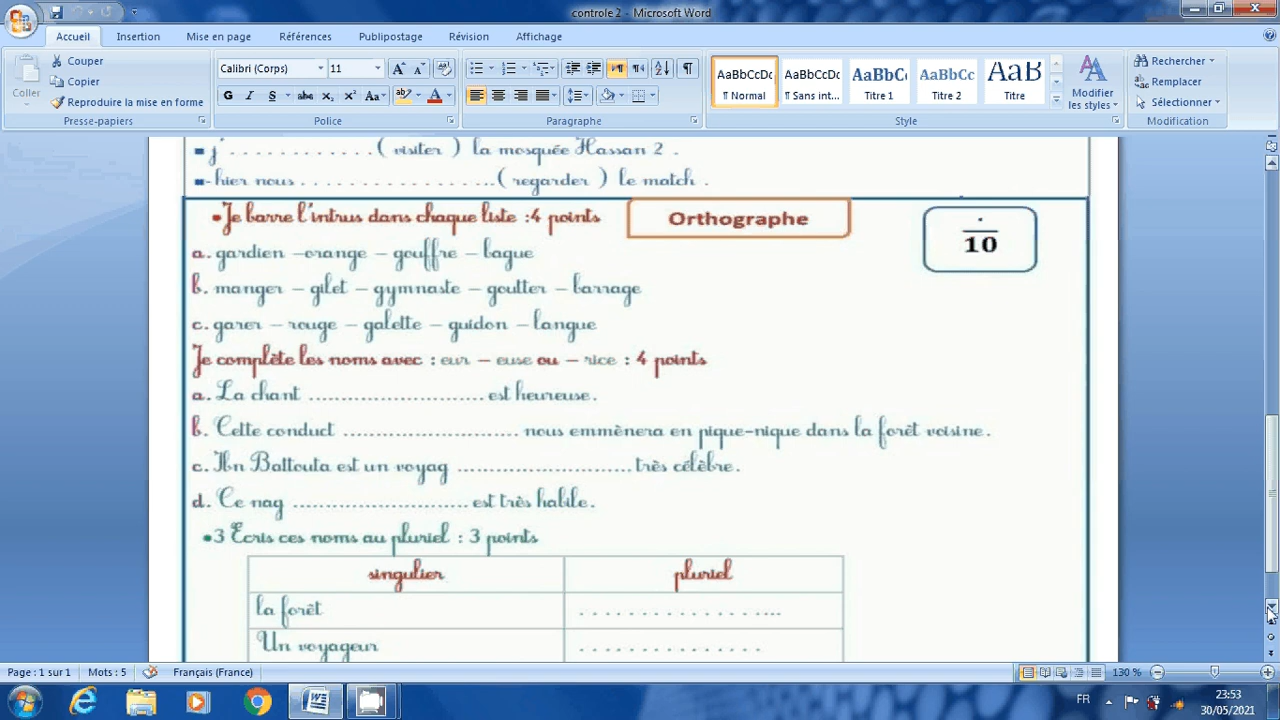 controle 2 - Microsoft Word
Accueil Insertion Mise en page Références Publipostage Révision Affichage
Coller
Couper
Copier
Reproduire la mise en forme
Presse-papiers
Calibri (Corps) 11
G I S abc x₂ x² Aa
Police
Paragraphe
AaBbCcDc AaBbCcDc AaBbC AaBbCc AaB
¶ Normal ¶ Sans int... Titre 1 Titre 2 Titre
Modifier les styles
Style
Rechercher
Remplacer
Sélectionner
Modification
j' . . . . . . . . . . . . ( visiter ) la mosquée Hassan 2 .
- hier nous . . . . . . . . . . . . . . . . .( regarder ) le match .
•Je barre l'intrus dans chaque liste :4 points
Orthographe
10
a. gardien –orange – gouffre – bague
b. manger – gilet – gymnaste – goutter – barrage
c. garer – rouge – galette – guidon – langue
Je complète les noms avec : eur – euse ou – rice : 4 points
a. La chant ............................ est heureuse.
b. Cette conduct ............................ nous emmènera en pique-nique dans la forêt voisine.
c. Ibn Battouta est un voyag ............................ très célèbre.
d. Ce nag ............................ est très habile.
•3 Ecris ces noms au pluriel : 3 points
singulier pluriel
la forêt . . . . . . . . . . . . . . . ...
Un voyageur . . . . . . . . . . . . . .
Page : 1 sur 1 Mots : 5 Français (France) 130 %
FR 23:53
30/05/2021